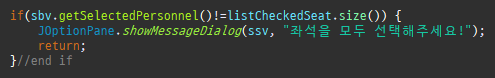 if(sbv.getSelectedPersonnel()!=listCheckedSeat.size()) {
JOptionPane.showMessageDialog(ssv, "좌석을 모두 선택해주세요!");
return;
}//end if